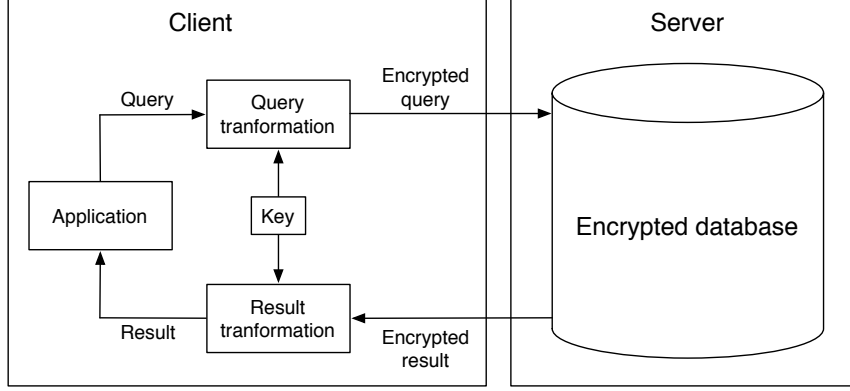 Client
Server
Query
Query
tranformation
Encrypted
query
Application
Key
Encrypted database
Result
Result
tranformation
Encrypted
result